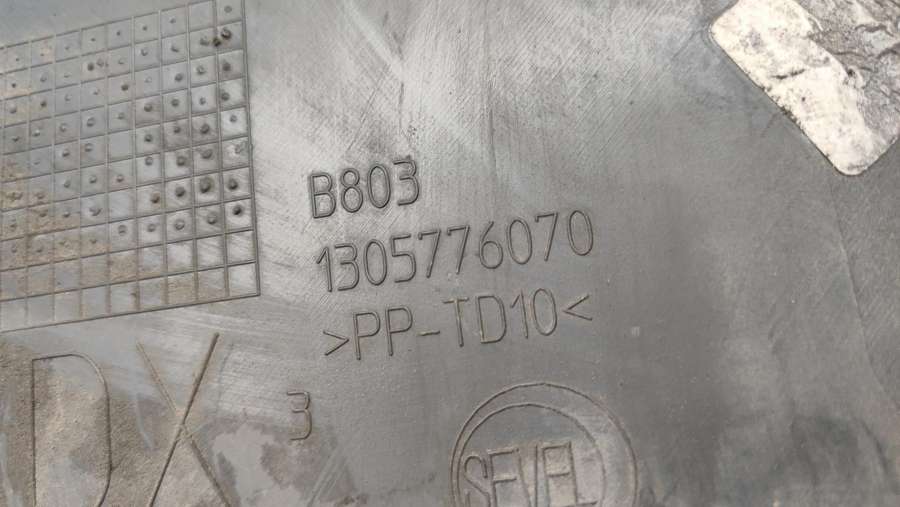 B803
1305776070
>PP-TD10<
DX
3
SEVEL